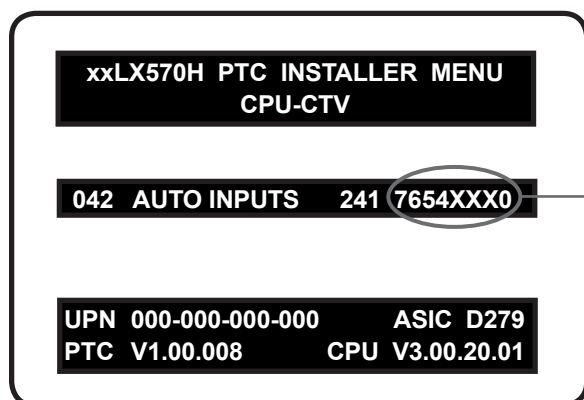 xxLX570H PTC INSTALLER MENU
CPU-CTV
042 AUTO INPUTS 241 7654XXX0
UPN 000-000-000-000 ASIC D279
PTC V1.00.008 CPU V3.00.20.01